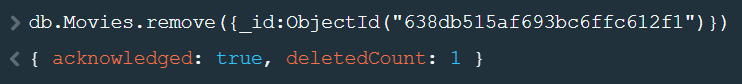 > db.Movies.remove({_id:ObjectId("638db515af693bc6ffc612f1")})
< { acknowledged: true, deletedCount: 1 }